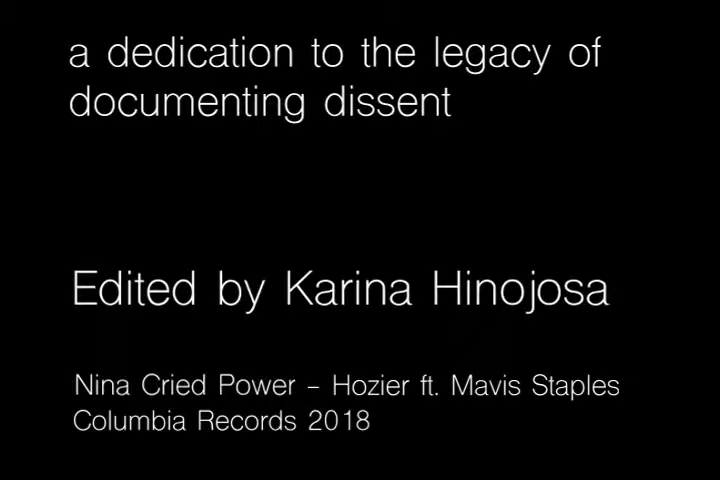 a dedication to the legacy of
documenting dissent
Edited by Karina Hinojosa
Nina Cried Power – Hozier ft. Mavis Staples
Columbia Records 2018